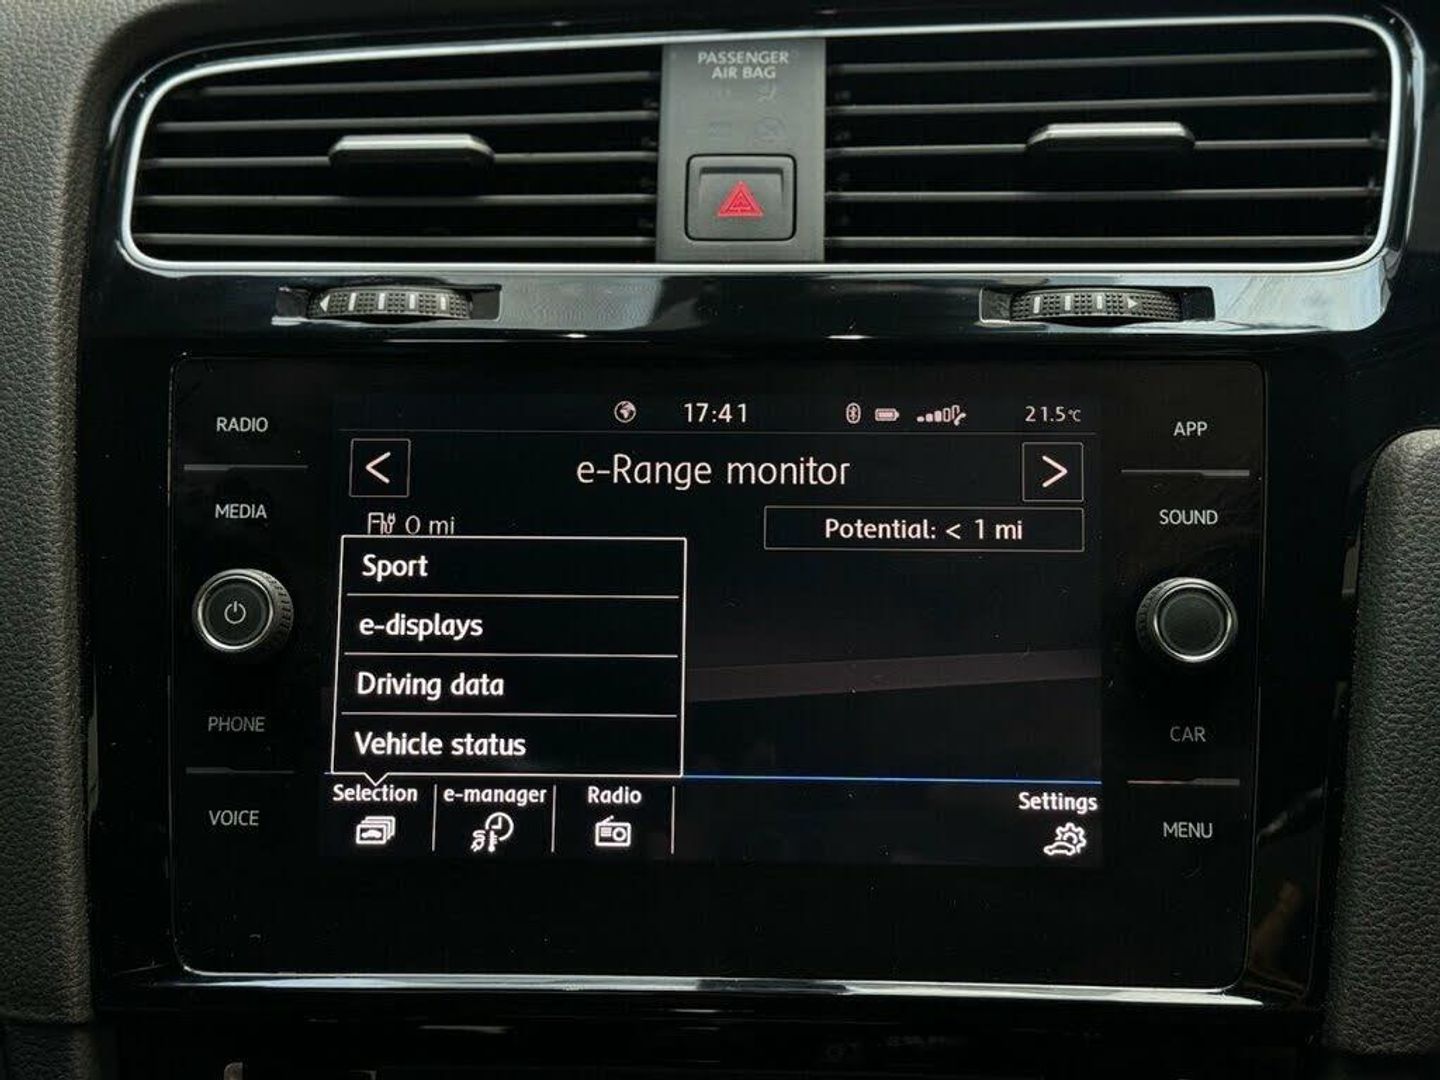 PASSENGER
AIR BAG
RADIO
MEDIA
PHONE
VOICE
17:41
21.5°C
< e-Range monitor >
0 mi
Potential: < 1 mi
Sport
e-displays
Driving data
Vehicle status
Selection
e-manager
Radio
Settings
APP
SOUND
CAR
MENU